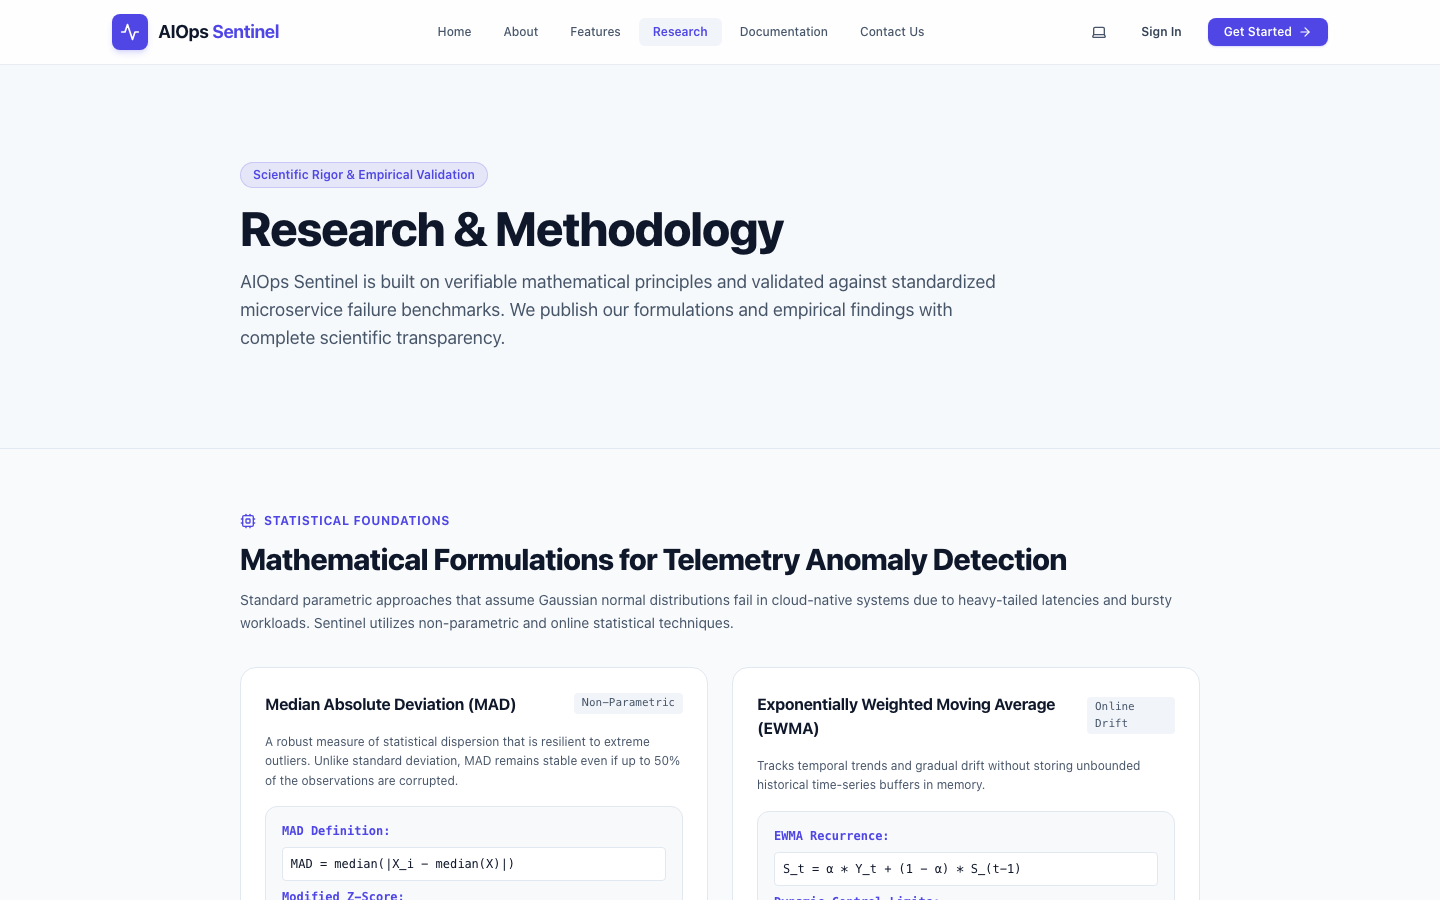 AIOps Sentinel
Home
About
Features
Research
Documentation
Contact Us
Sign In
Get Started
Scientific Rigor & Empirical Validation
Research & Methodology
AIOps Sentinel is built on verifiable mathematical principles and validated against standardized
microservice failure benchmarks. We publish our formulations and empirical findings with
complete scientific transparency.
STATISTICAL FOUNDATIONS
Mathematical Formulations for Telemetry Anomaly Detection
Standard parametric approaches that assume Gaussian normal distributions fail in cloud-native systems due to heavy-tailed latencies and bursty
workloads. Sentinel utilizes non-parametric and online statistical techniques.
Median Absolute Deviation (MAD)
Non-Parametric
A robust measure of statistical dispersion that is resilient to extreme
outliers. Unlike standard deviation, MAD remains stable even if up to 50%
of the observations are corrupted.
MAD Definition:
MAD = median(|X_i − median(X)|)
Modified Z-Score:
Exponentially Weighted Moving Average
(EWMA)
Online
Drift
Tracks temporal trends and gradual drift without storing unbounded
historical time-series buffers in memory.
EWMA Recurrence:
S_t = α * Y_t + (1 − α) * S_(t−1)
Dynamic Control Limits: